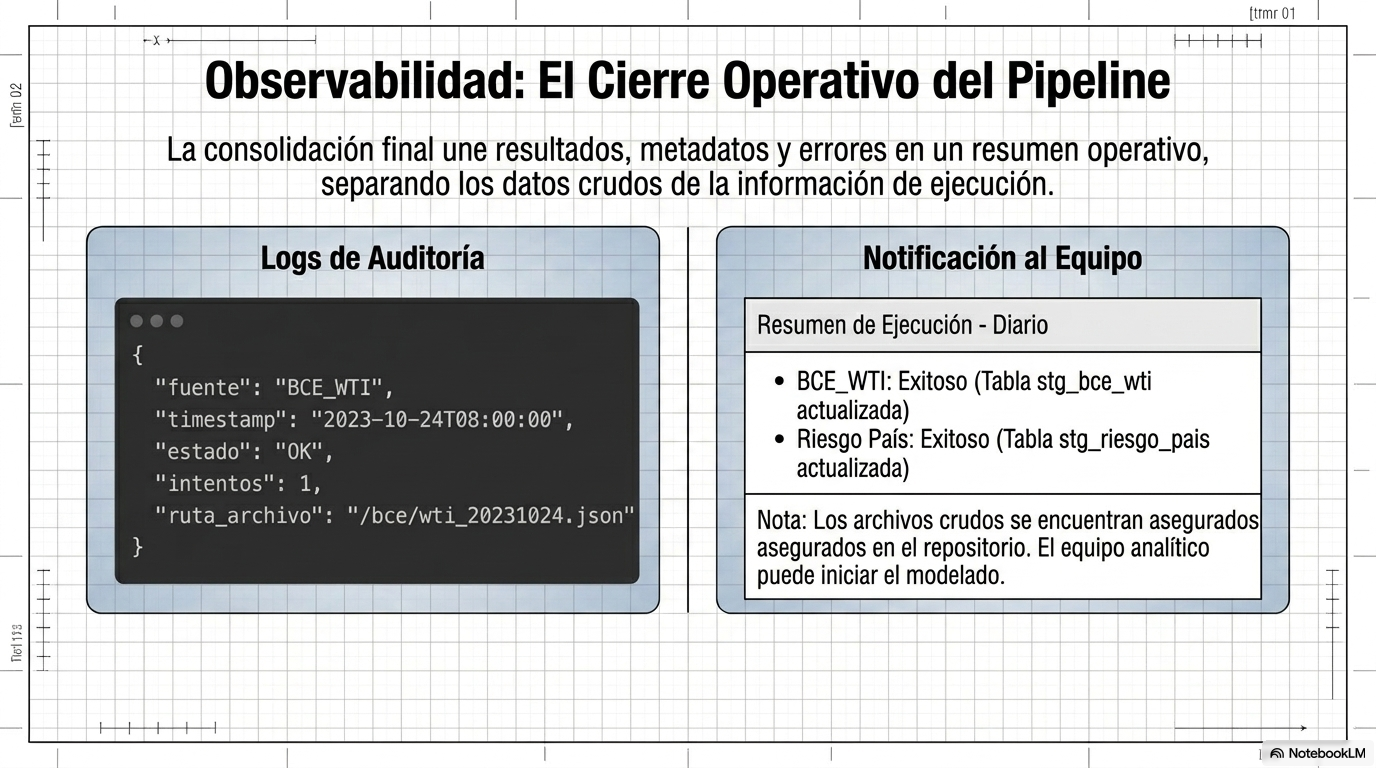 [trmr 01
Observabilidad: El Cierre Operativo del Pipeline
La consolidación final une resultados, metadatos y errores en un resumen operativo,
separando los datos crudos de la información de ejecución.
Logs de Auditoría
{
"fuente": "BCE_WTI",
"timestamp": "2023-10-24T08:00:00",
"estado": "OK",
"intentos": 1,
"ruta_archivo": "/bce/wti_20231024.json"
}
Notificación al Equipo
Resumen de Ejecución - Diario
• BCE_WTI: Exitoso (Tabla stg_bce_wti
actualizada)
• Riesgo País: Exitoso (Tabla stg_riesgo_pais
actualizada)
Nota: Los archivos crudos se encuentran asegurados
asegurados en el repositorio. El equipo analítico
puede iniciar el modelado.
NotebookLM